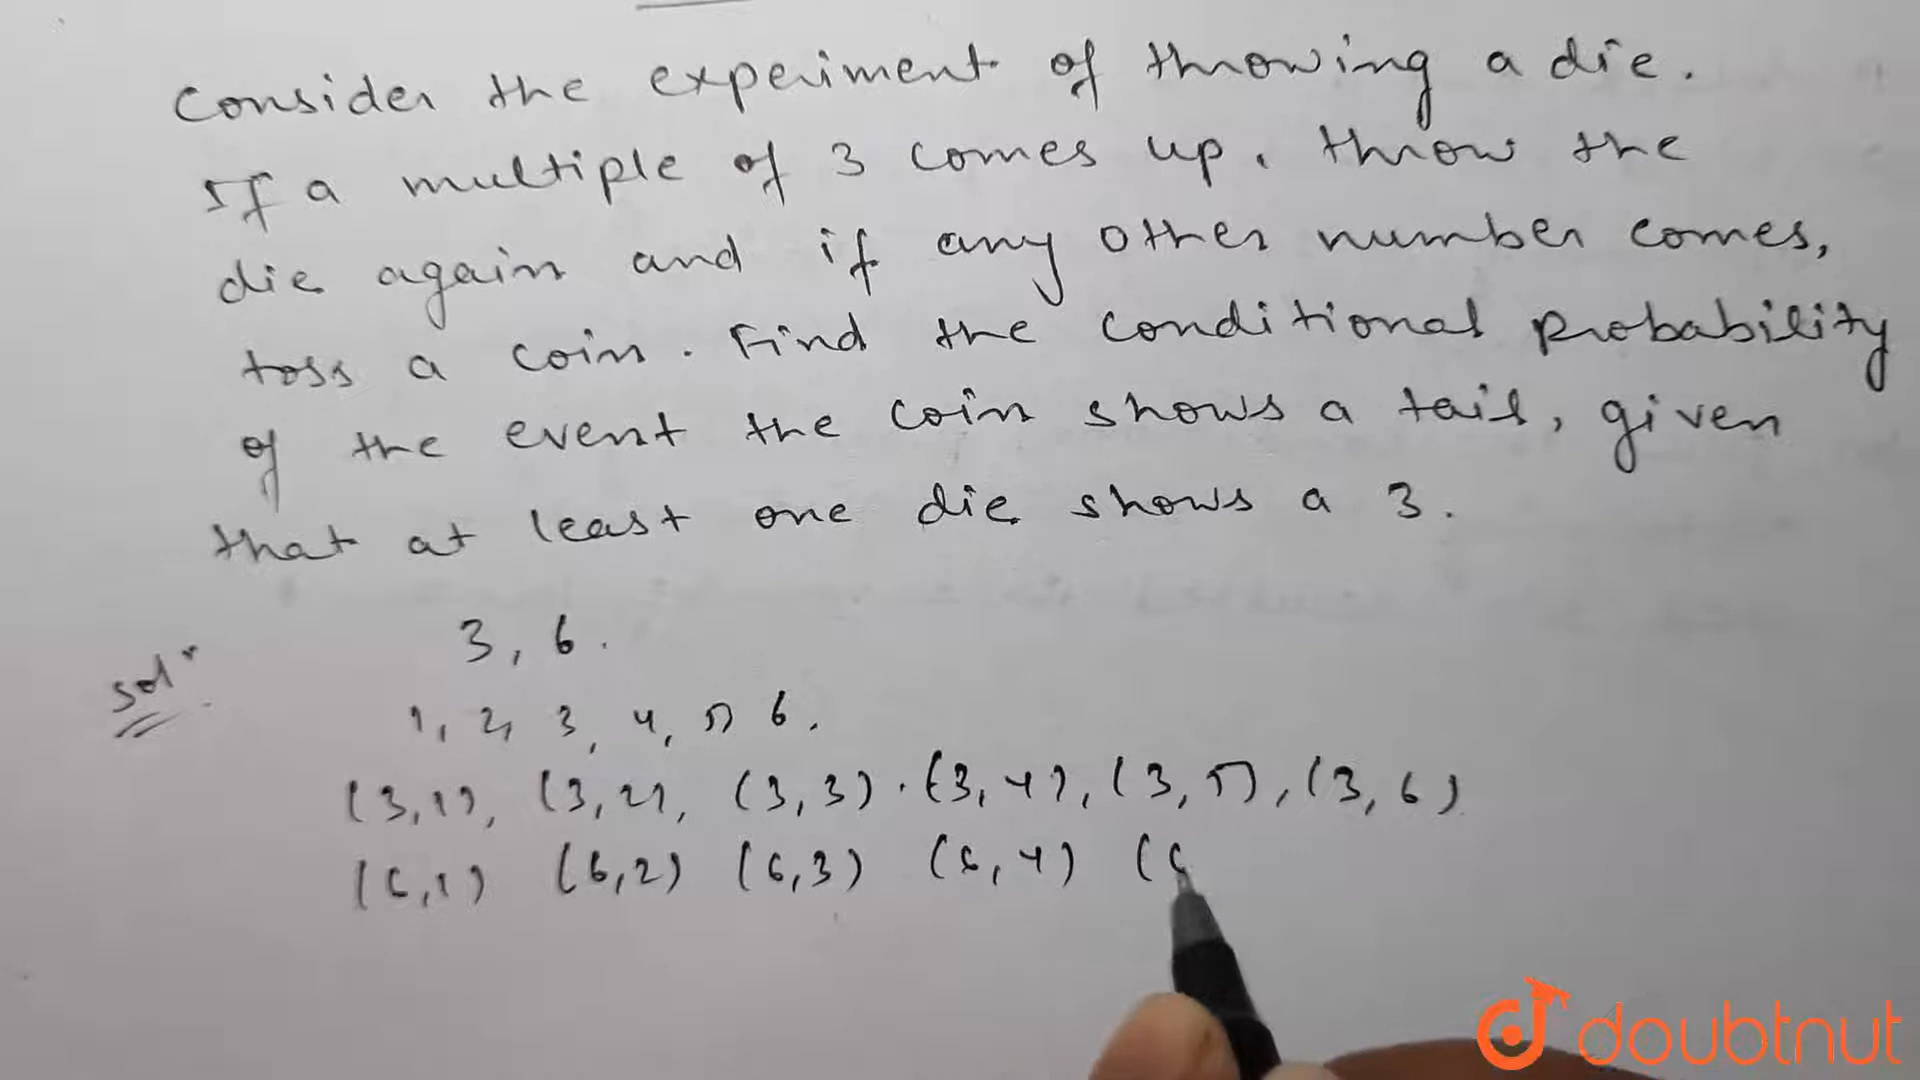 Consider the experiment of throwing a die.
If a multiple of 3 comes up, throw the
die again and if any other number comes,
toss a coin. Find the conditional probability
of the event the coin shows a tail, given
that at least one die shows a 3.
3, 6.
Sol.
1, 2, 3, 4, 5, 6.
(3,1), (3,2), (3,3), (3,4), (3,5), (3,6)
(6,1) (6,2) (6,3) (6,4) (6
doubtnut